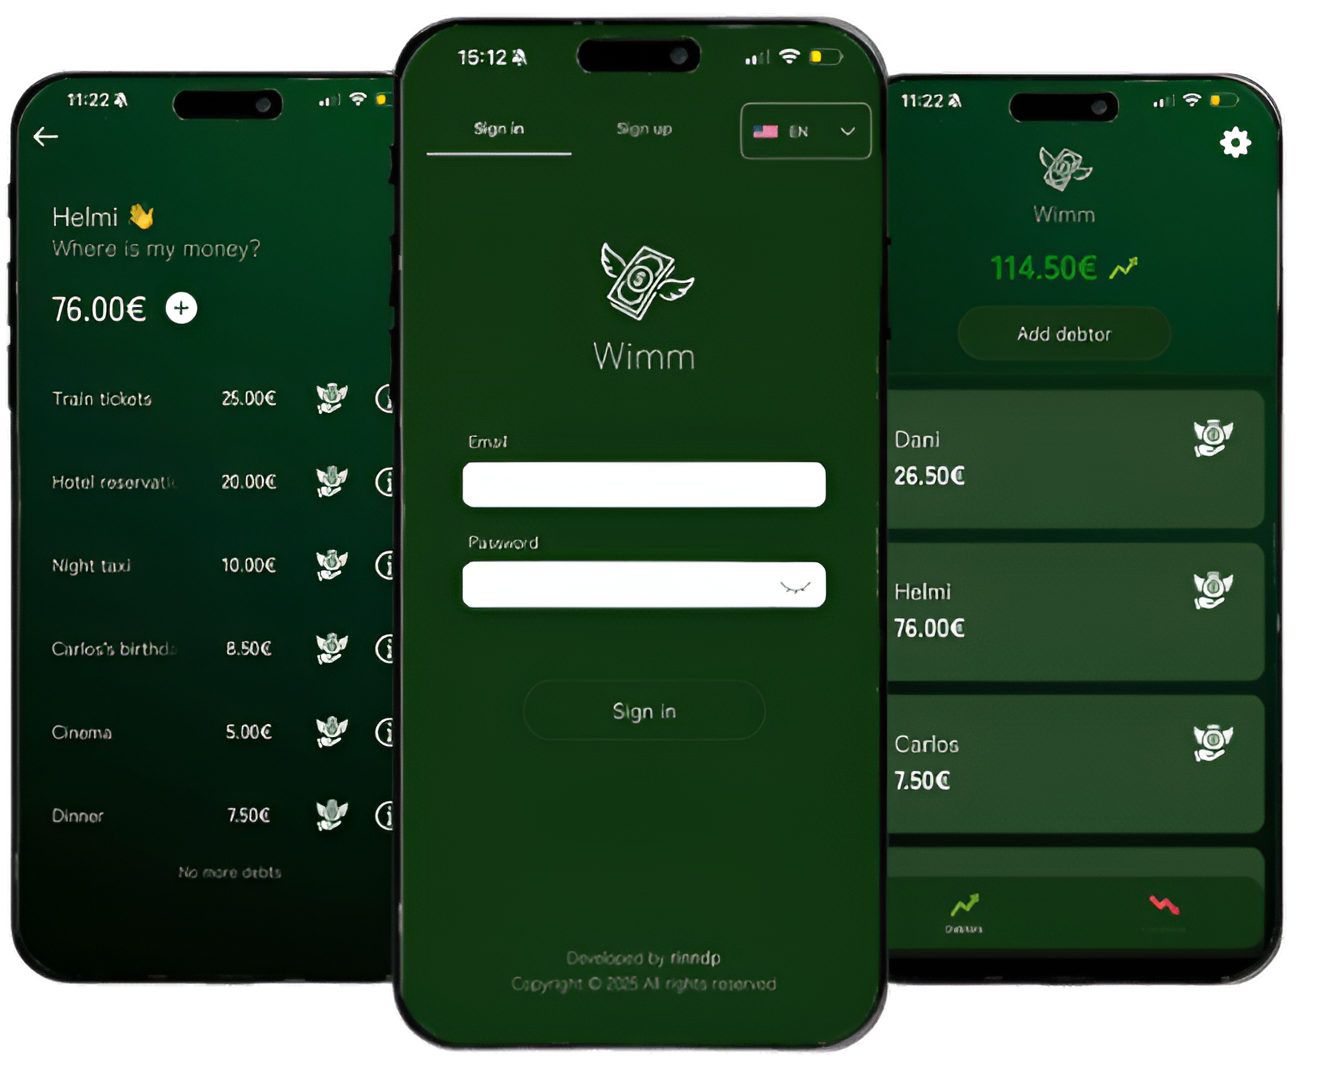 11:22
Helmi 👋
Where is my money?
76.00€
Train tickets 25.00€
Hotel reservati 20.00€
Night taxi 10.00€
Carlos's birthd 8.50€
Cinema 5.00€
Dinner 7.50€
No more debts
15:12
Sign in Sign up EN
Wimm
Email
Password
Sign in
Developed by rinndp
Copyright © 2025 All rights reserved
11:22
Wimm
114.50€
Add debtor
Dani
26.50€
Helmi
76.00€
Carlos
7.50€